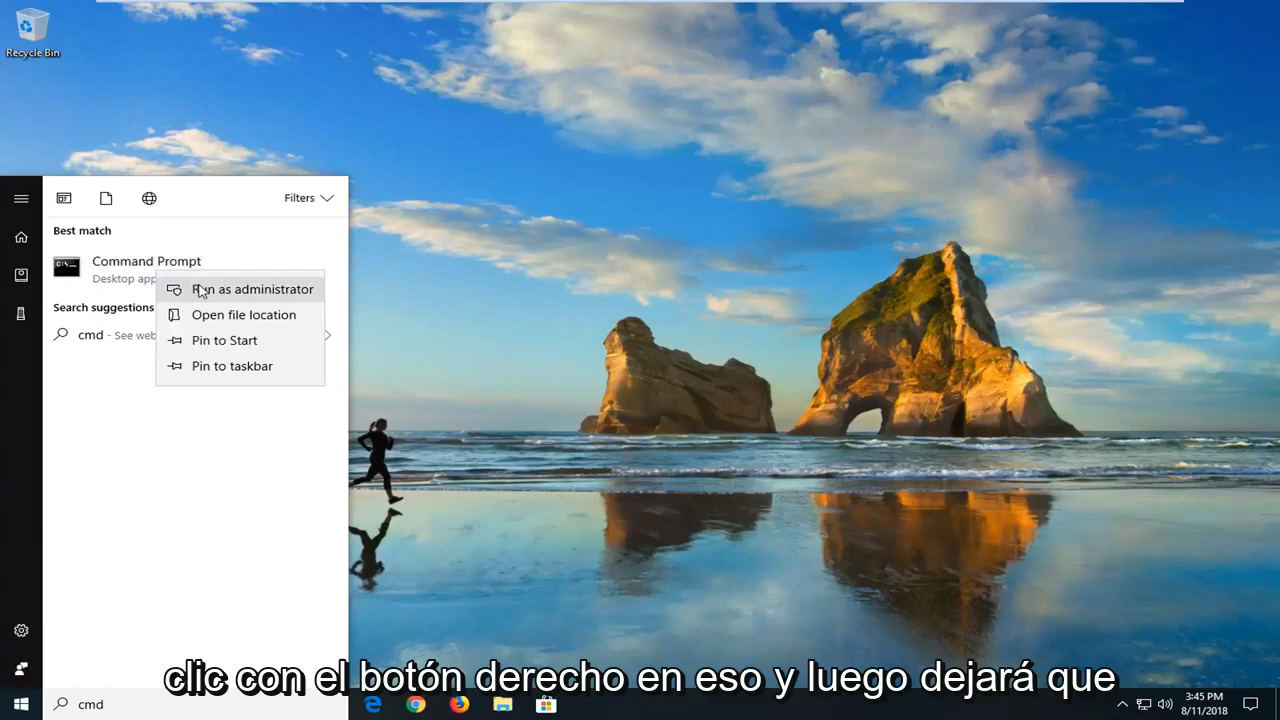 Recycle Bin
Filters
Best match
Command Prompt
Desktop app
Run as administrator
Open file location
Pin to Start
Pin to taskbar
Search suggestions
cmd - See web
clic con el botón derecho en eso y luego dejará que
cmd
3:45 PM
8/11/2018